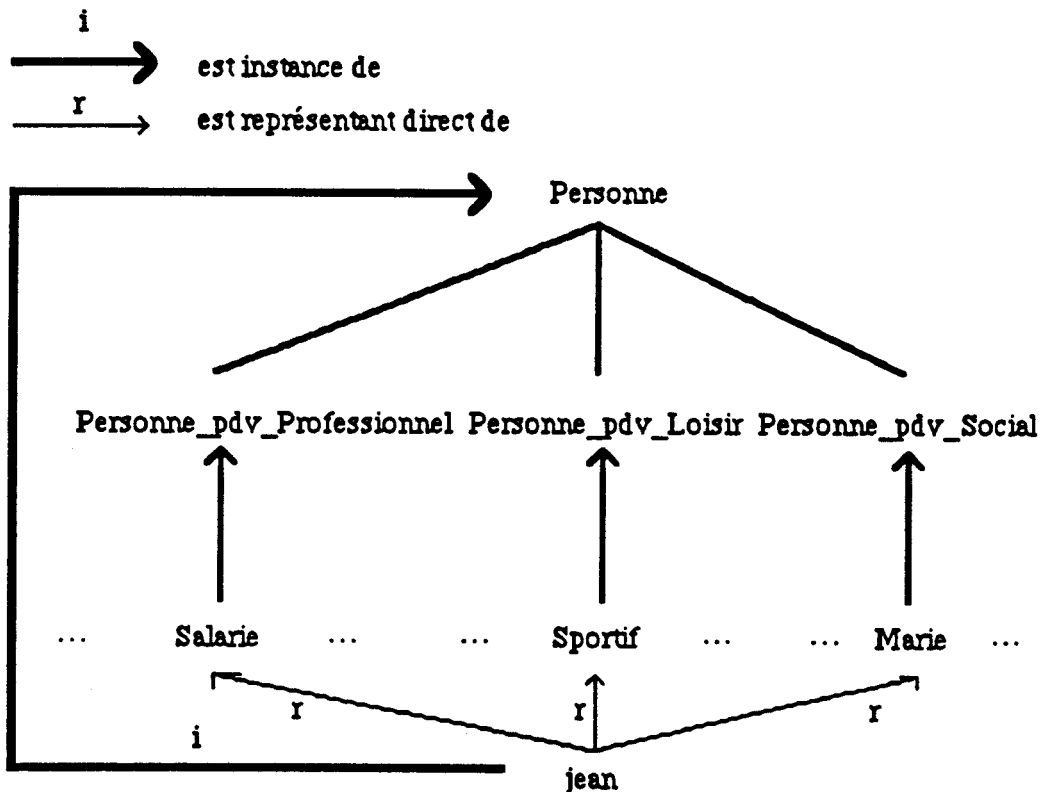 i
est instance de
r
est représentant direct de
Personne
Personne_pdv_Professionnel Personne_pdv_Loisir Personne_pdv_Social
... Salarie ... ... Sportif ... ... Marie ...
r r r
i
jean